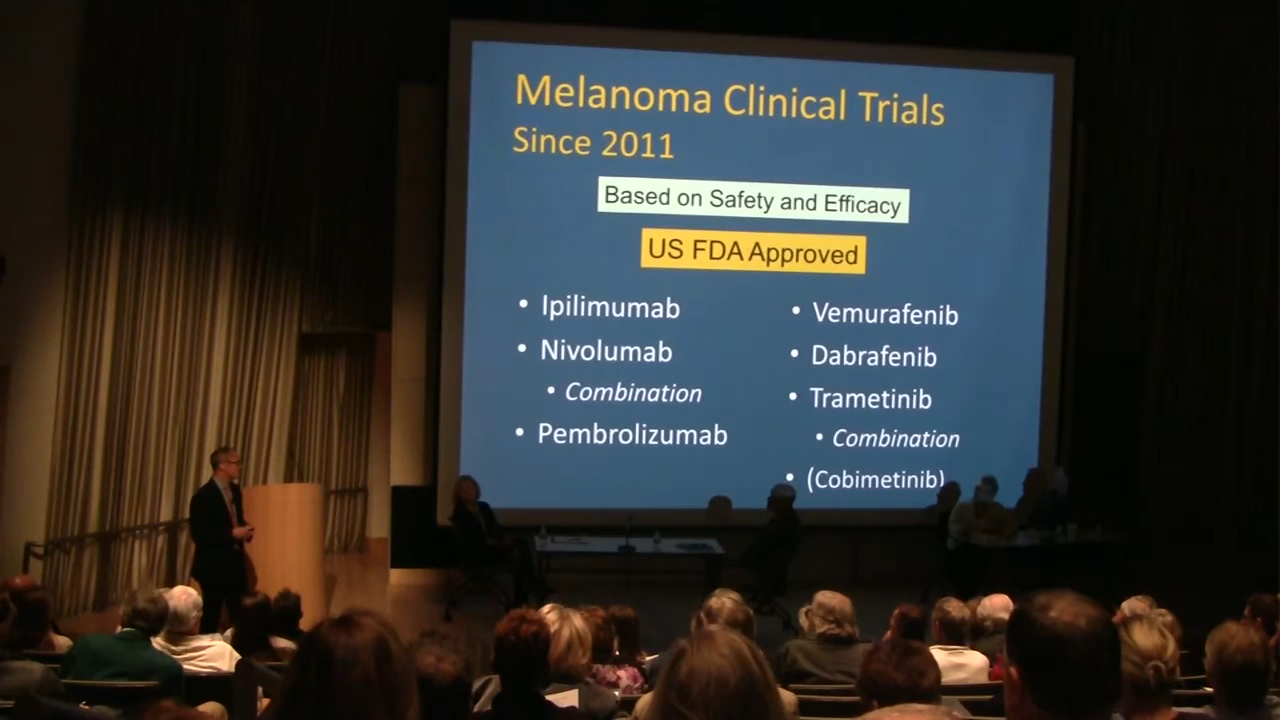 Melanoma Clinical Trials
Since 2011
Based on Safety and Efficacy
US FDA Approved
• Ipilimumab
• Nivolumab
• Combination
• Pembrolizumab
• Vemurafenib
• Dabrafenib
• Trametinib
• Combination
• (Cobimetinib)